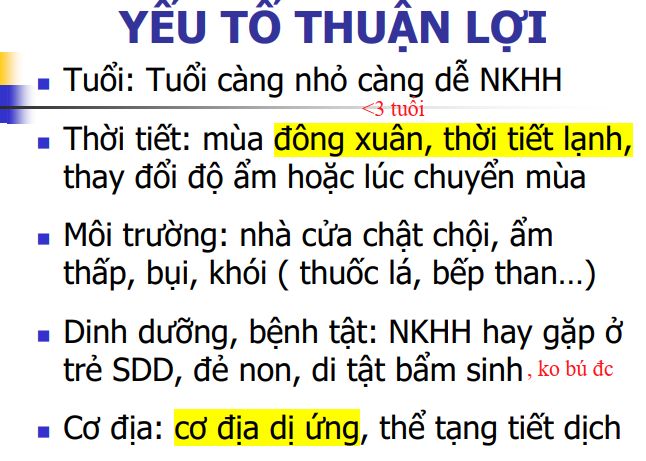 YẾU TỐ THUẬN LỢI
Tuổi: Tuổi càng nhỏ càng dễ NKHH
<3 tuôi
Thời tiết: mùa đông xuân, thời tiết lạnh,
thay đổi độ ẩm hoặc lúc chuyển mùa
Môi trường: nhà cửa chật chội, ẩm
thấp, bụi, khói ( thuốc lá, bếp than...)
Dinh dưỡng, bệnh tật: NKHH hay gặp ở
trẻ SDD, đẻ non, di tật bẩm sinh , ko bú đc
Cơ địa: cơ địa dị ứng, thể tạng tiết dịch